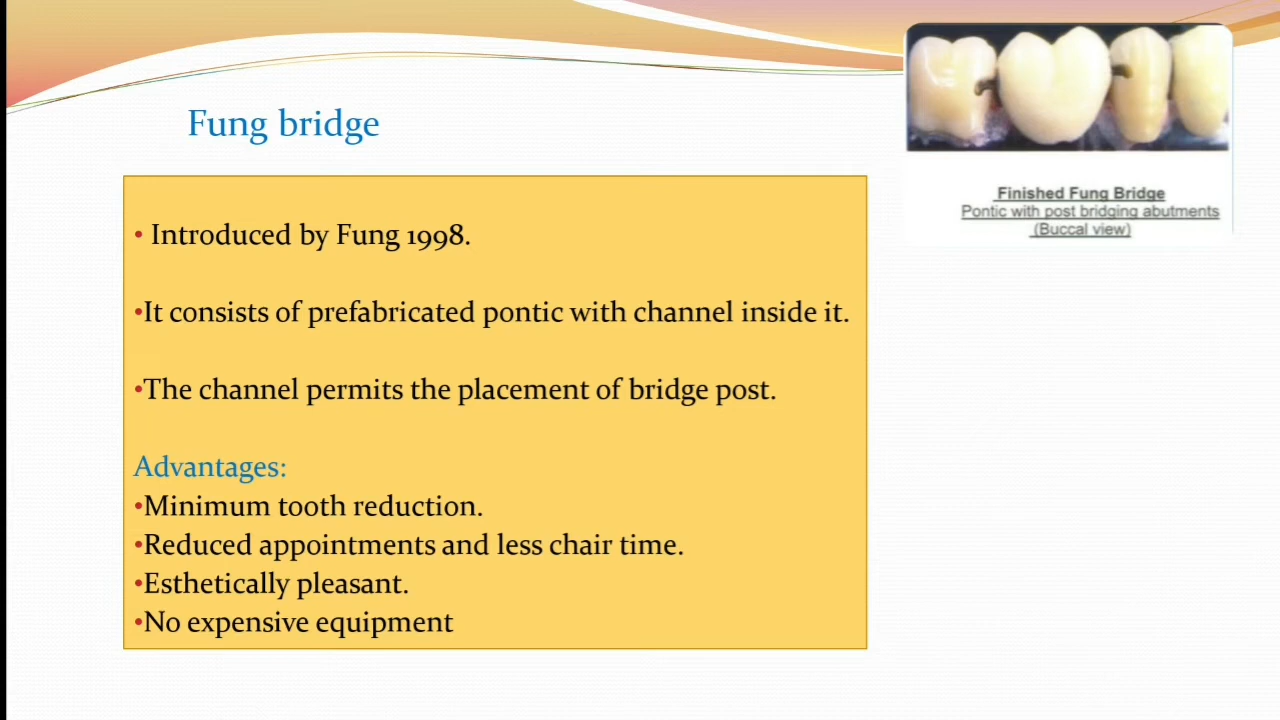 Fung bridge
Finished Fung Bridge
Pontic with post bridging abutments
(Buccal view)
• Introduced by Fung 1998.
•It consists of prefabricated pontic with channel inside it.
•The channel permits the placement of bridge post.
Advantages:
•Minimum tooth reduction.
•Reduced appointments and less chair time.
•Esthetically pleasant.
•No expensive equipment